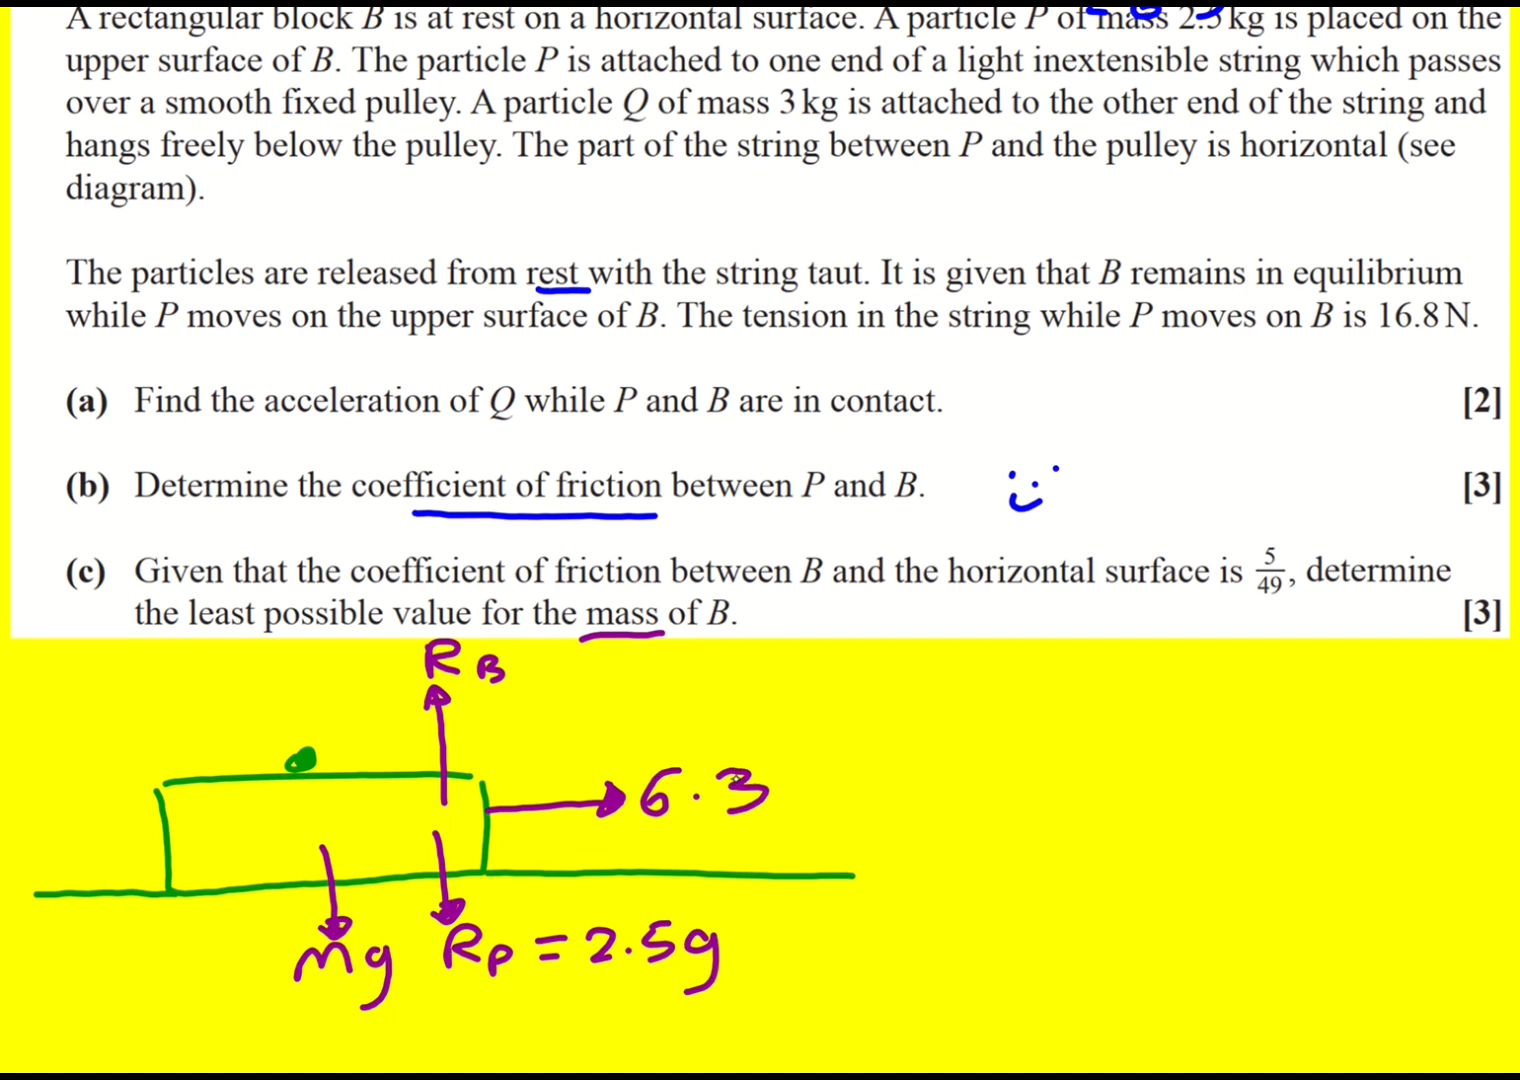 A rectangular block B is at rest on a horizontal surface. A particle P of mass 2.5 kg is placed on the
upper surface of B. The particle P is attached to one end of a light inextensible string which passes
over a smooth fixed pulley. A particle Q of mass 3 kg is attached to the other end of the string and
hangs freely below the pulley. The part of the string between P and the pulley is horizontal (see
diagram).
The particles are released from rest with the string taut. It is given that B remains in equilibrium
while P moves on the upper surface of B. The tension in the string while P moves on B is 16.8 N.
(a) Find the acceleration of Q while P and B are in contact. [2]
(b) Determine the coefficient of friction between P and B. [3]
(c) Given that the coefficient of friction between B and the horizontal surface is 5/49, determine
the least possible value for the mass of B. [3]
R B
6.3
Mg
Rp = 2.5g